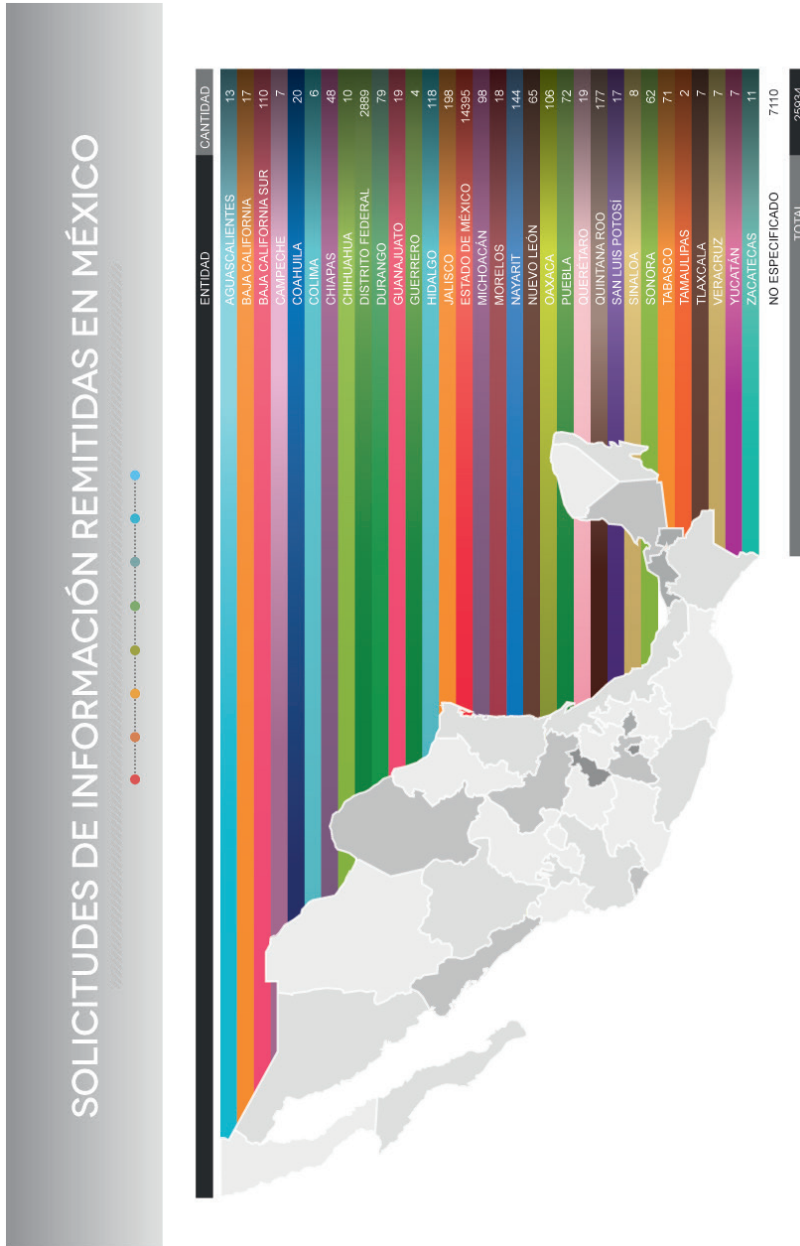 SOLICITUDES DE INFORMACIÓN REMITIDAS EN MÉXICO
ENTIDAD CANTIDAD
AGUASCALIENTES 13
BAJA CALIFORNIA 17
BAJA CALIFORNIA SUR 110
CAMPECHE 7
COAHUILA 20
COLIMA 6
CHIAPAS 48
CHIHUAHUA 10
DISTRITO FEDERAL 2889
DURANGO 79
GUANAJUATO 19
GUERRERO 4
HIDALGO 118
JALISCO 198
ESTADO DE MÉXICO 14395
MICHOACÁN 98
MORELOS 18
NAYARIT 144
NUEVO LEÓN 65
OAXACA 106
PUEBLA 72
QUERÉTARO 19
QUINTANA ROO 177
SAN LUIS POTOSÍ 17
SINALOA 8
SONORA 62
TABASCO 71
TAMAULIPAS 2
TLAXCALA 7
VERACRUZ 7
YUCATÁN 7
ZACATECAS 11
NO ESPECIFICADO 7110
TOTAL 25934